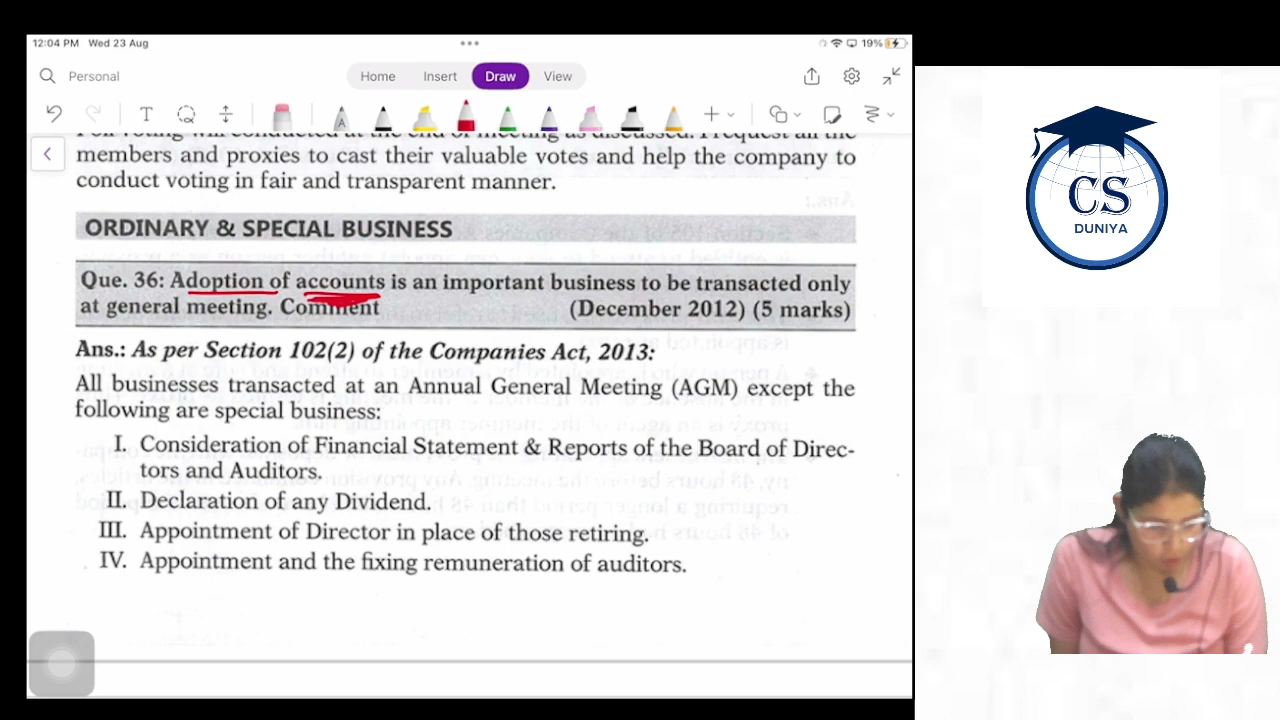 12:04 PM Wed 23 Aug
19%
Personal
Home Insert Draw View
members and proxies to cast their valuable votes and help the company to
conduct voting in fair and transparent manner.
ORDINARY & SPECIAL BUSINESS
Que. 36: Adoption of accounts is an important business to be transacted only
at general meeting. Comment (December 2012) (5 marks)
Ans.: As per Section 102(2) of the Companies Act, 2013:
All businesses transacted at an Annual General Meeting (AGM) except the
following are special business:
I. Consideration of Financial Statement & Reports of the Board of Direc-
tors and Auditors.
II. Declaration of any Dividend.
III. Appointment of Director in place of those retiring.
IV. Appointment and the fixing remuneration of auditors.
CS
DUNIYA